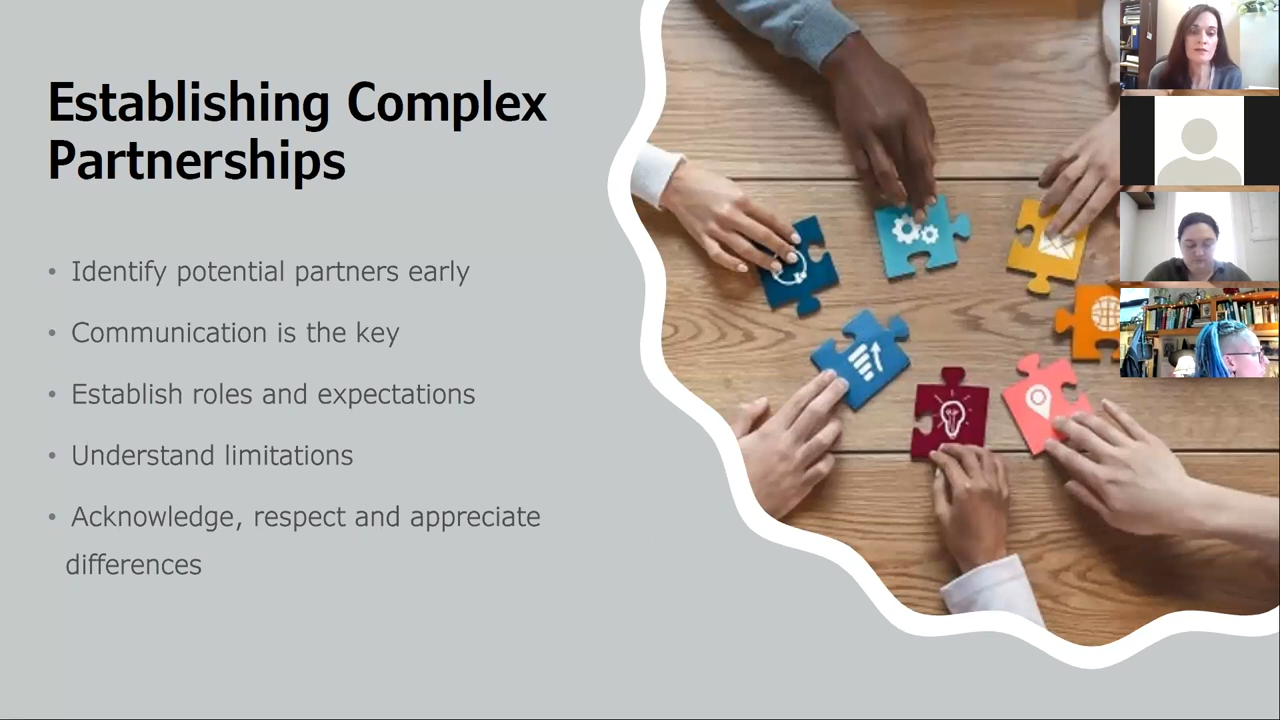 Establishing Complex
Partnerships
• Identify potential partners early
• Communication is the key
• Establish roles and expectations
• Understand limitations
• Acknowledge, respect and appreciate
differences